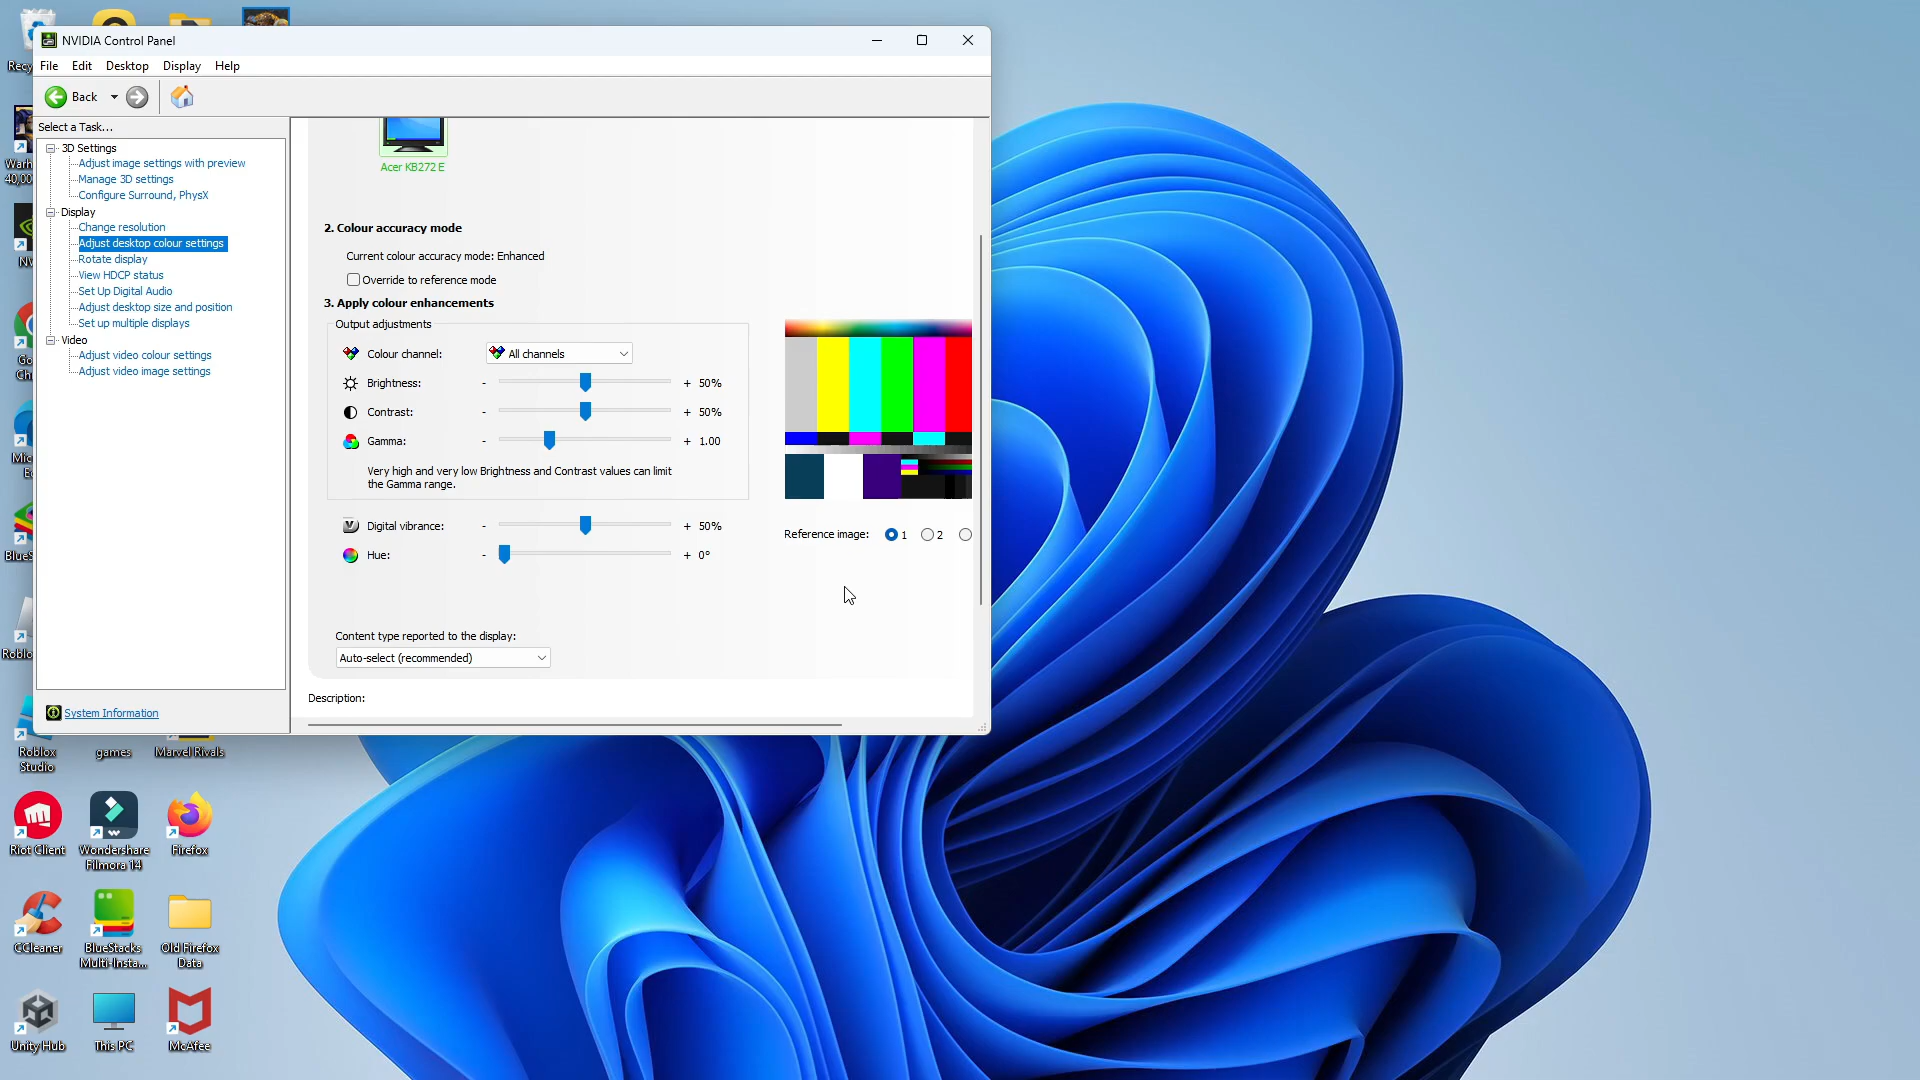 NVIDIA Control Panel
File Edit Desktop Display Help
Back
Select a Task...
3D Settings
Adjust image settings with preview
Manage 3D settings
Configure Surround, PhysX
Display
Change resolution
Adjust desktop colour settings
Rotate display
View HDCP status
Set Up Digital Audio
Adjust desktop size and position
Set up multiple displays
Video
Adjust video colour settings
Adjust video image settings
System Information
Acer KB272 E
2. Colour accuracy mode
Current colour accuracy mode: Enhanced
Override to reference mode
3. Apply colour enhancements
Output adjustments
Colour channel: All channels
Brightness: - + 50%
Contrast: - + 50%
Gamma: - + 1.00
Very high and very low Brightness and Contrast values can limit
the Gamma range.
Digital vibrance: - + 50%
Hue: - + 0°
Reference image: 1 2
Content type reported to the display:
Auto-select (recommended)
Description:
Roblox
Studio
games
Marvel Rivals
Riot Client
Wondershare
Filmora 14
Firefox
CCleaner
BlueStacks
Multi-Insta...
Old Firefox
Data
Unity Hub
This PC
McAfee